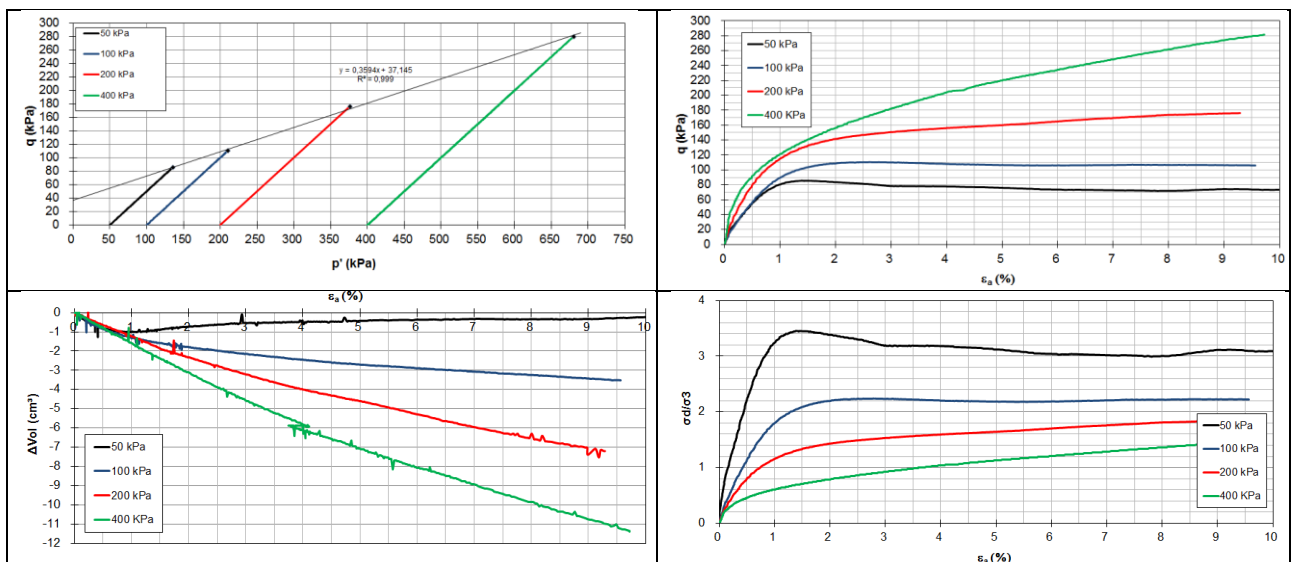 300
280
260
240
220
200
180
160
140
120
100
80
60
40
20
0
q (kPa)
50 kPa
100 kPa
200 kPa
400 kPa
y = 0,3594x + 37,145
R² = 0,999
0 50 100 150 200 250 300 350 400 450 500 550 600 650 700 750
p' (kPa)
300
280
260
240
220
200
180
160
140
120
100
80
60
40
20
0
q (kPa)
50 kPa
100 kPa
200 kPa
400 KPa
0 1 2 3 4 5 6 7 8 9 10
εa (%)
εa (%)
0 1 2 3 4 5 6 7 8 9 10
0
-1
-2
-3
-4
-5
-6
-7
-8
-9
-10
-11
-12
ΔVol (cm³)
50 kPa
100 kPa
200 kPa
400 KPa
4
3
2
1
0
σd/σ3
50 kPa
100 kPa
200 kPa
400 KPa
0 1 2 3 4 5 6 7 8 9 10
εa (%)